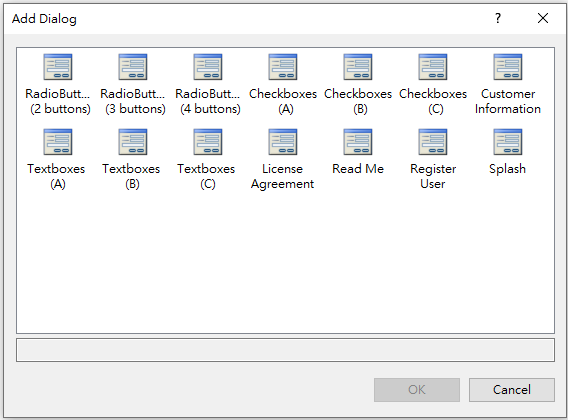 Add Dialog
?
RadioButt... RadioButt... RadioButt... Checkboxes Checkboxes Checkboxes Customer
(2 buttons) (3 buttons) (4 buttons) (A) (B) (C) Information
Textboxes Textboxes Textboxes License Read Me Register Splash
(A) (B) (C) Agreement User
OK Cancel